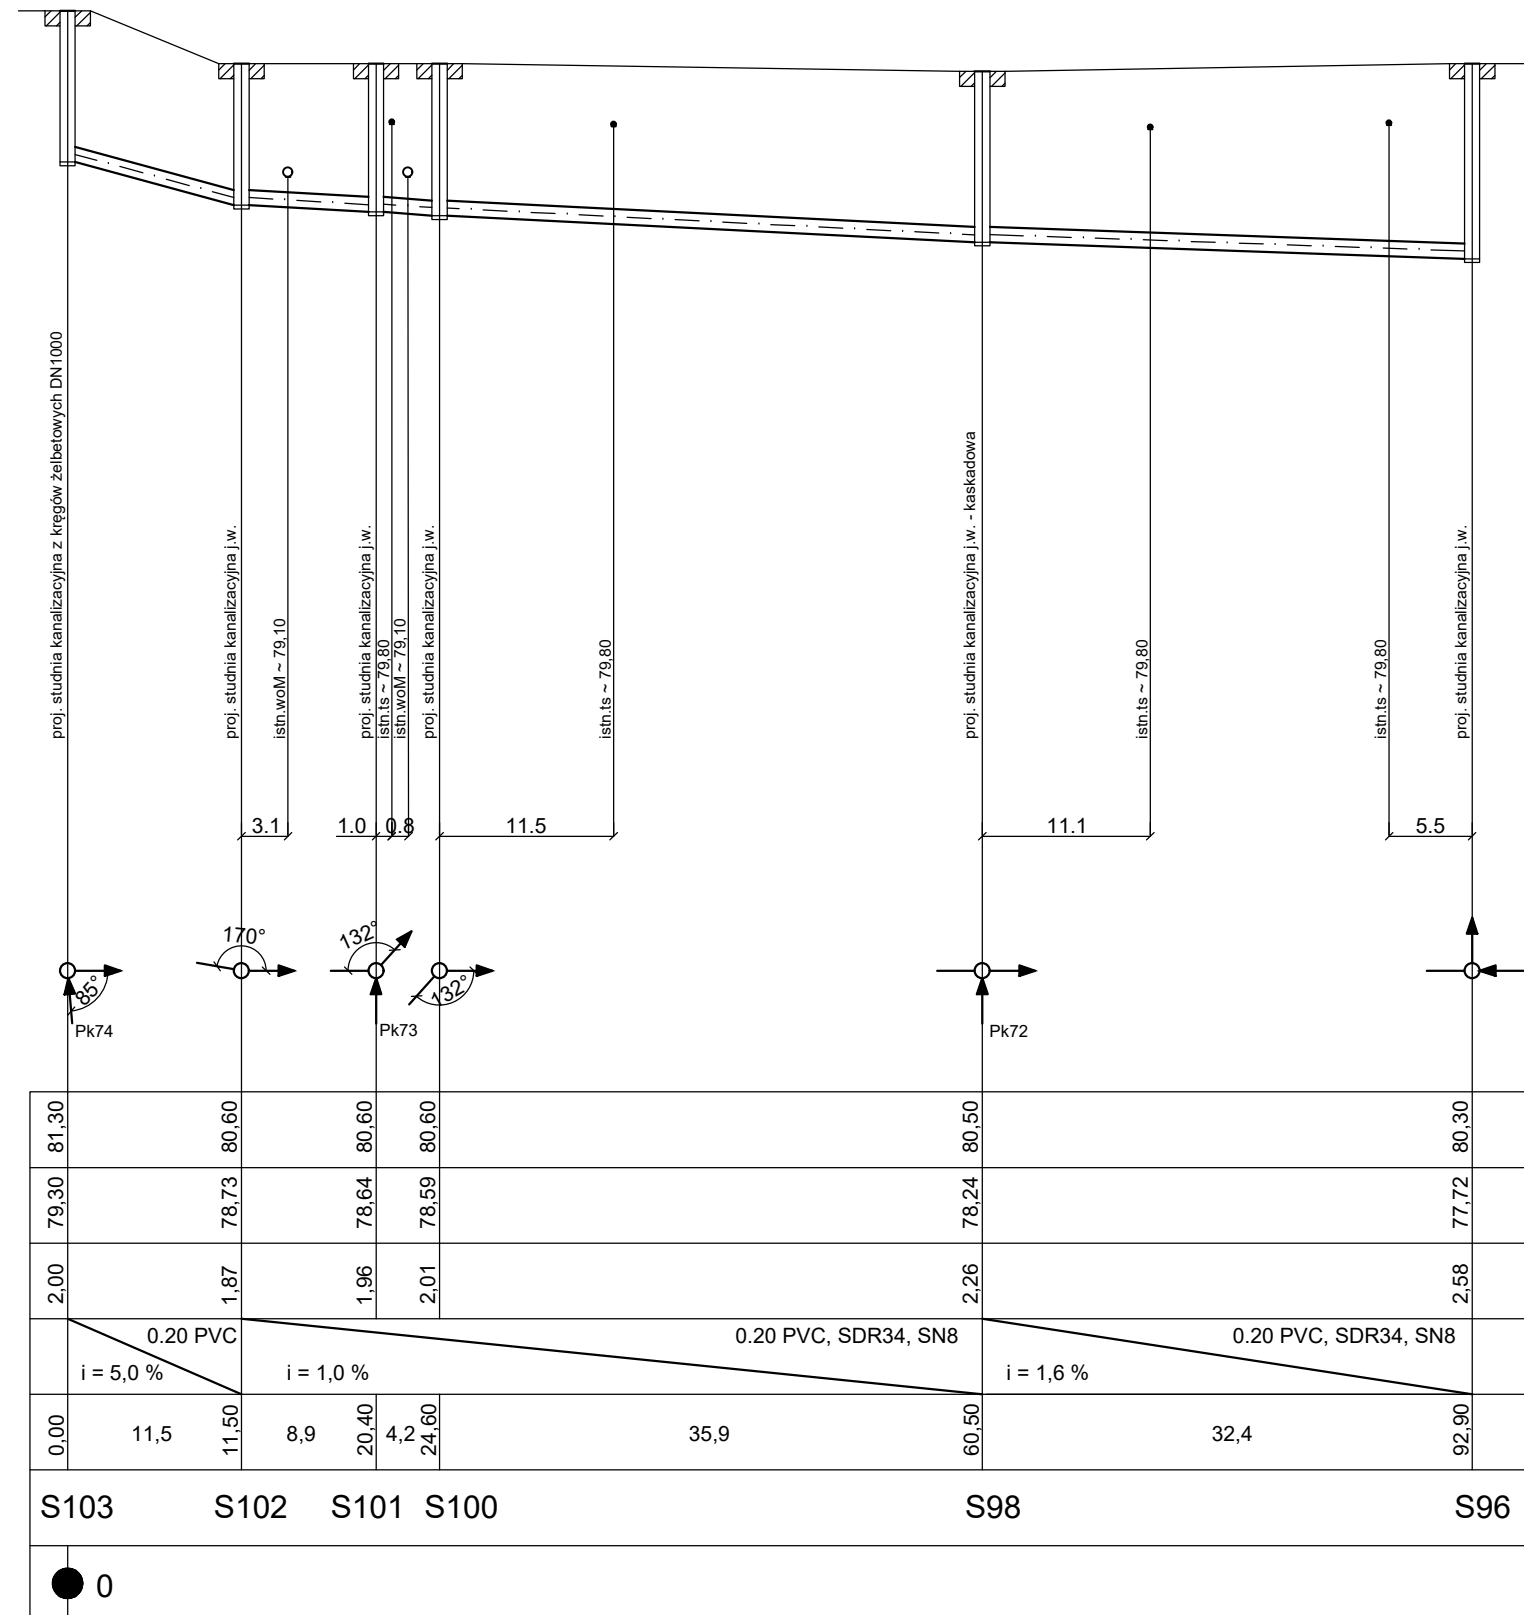 proj. studnia kanalizacyjna z kręgów żelbetowych DN1000
proj. studnia kanalizacyjna j.w.
istn.woM ~ 79,10
proj. studnia kanalizacyjna j.w.
istn.ts ~ 79,80
istn.woM ~ 79,10
proj. studnia kanalizacyjna j.w.
istn.ts ~ 79,80
proj. studnia kanalizacyjna j.w. - kaskadowa
istn.ts ~ 79,80
istn.ts ~ 79,80
proj. studnia kanalizacyjna j.w.
3.1 1.0 0.8 11.5 11.1 5.5
170° 132°
85° 132°
Pk74 Pk73 Pk72
81,30 80,60 80,60 80,60 80,50 80,30
79,30 78,73 78,64 78,59 78,24 77,72
2,00 1,87 1,96 2,01 2,26 2,58
0.20 PVC 0.20 PVC, SDR34, SN8 0.20 PVC, SDR34, SN8
i = 5,0 % i = 1,0 % i = 1,6 %
0,00 11,5 11,50 8,9 20,40 4,2 24,60 35,9 60,50 32,4 92,90
S103 S102 S101 S100 S98 S96
0